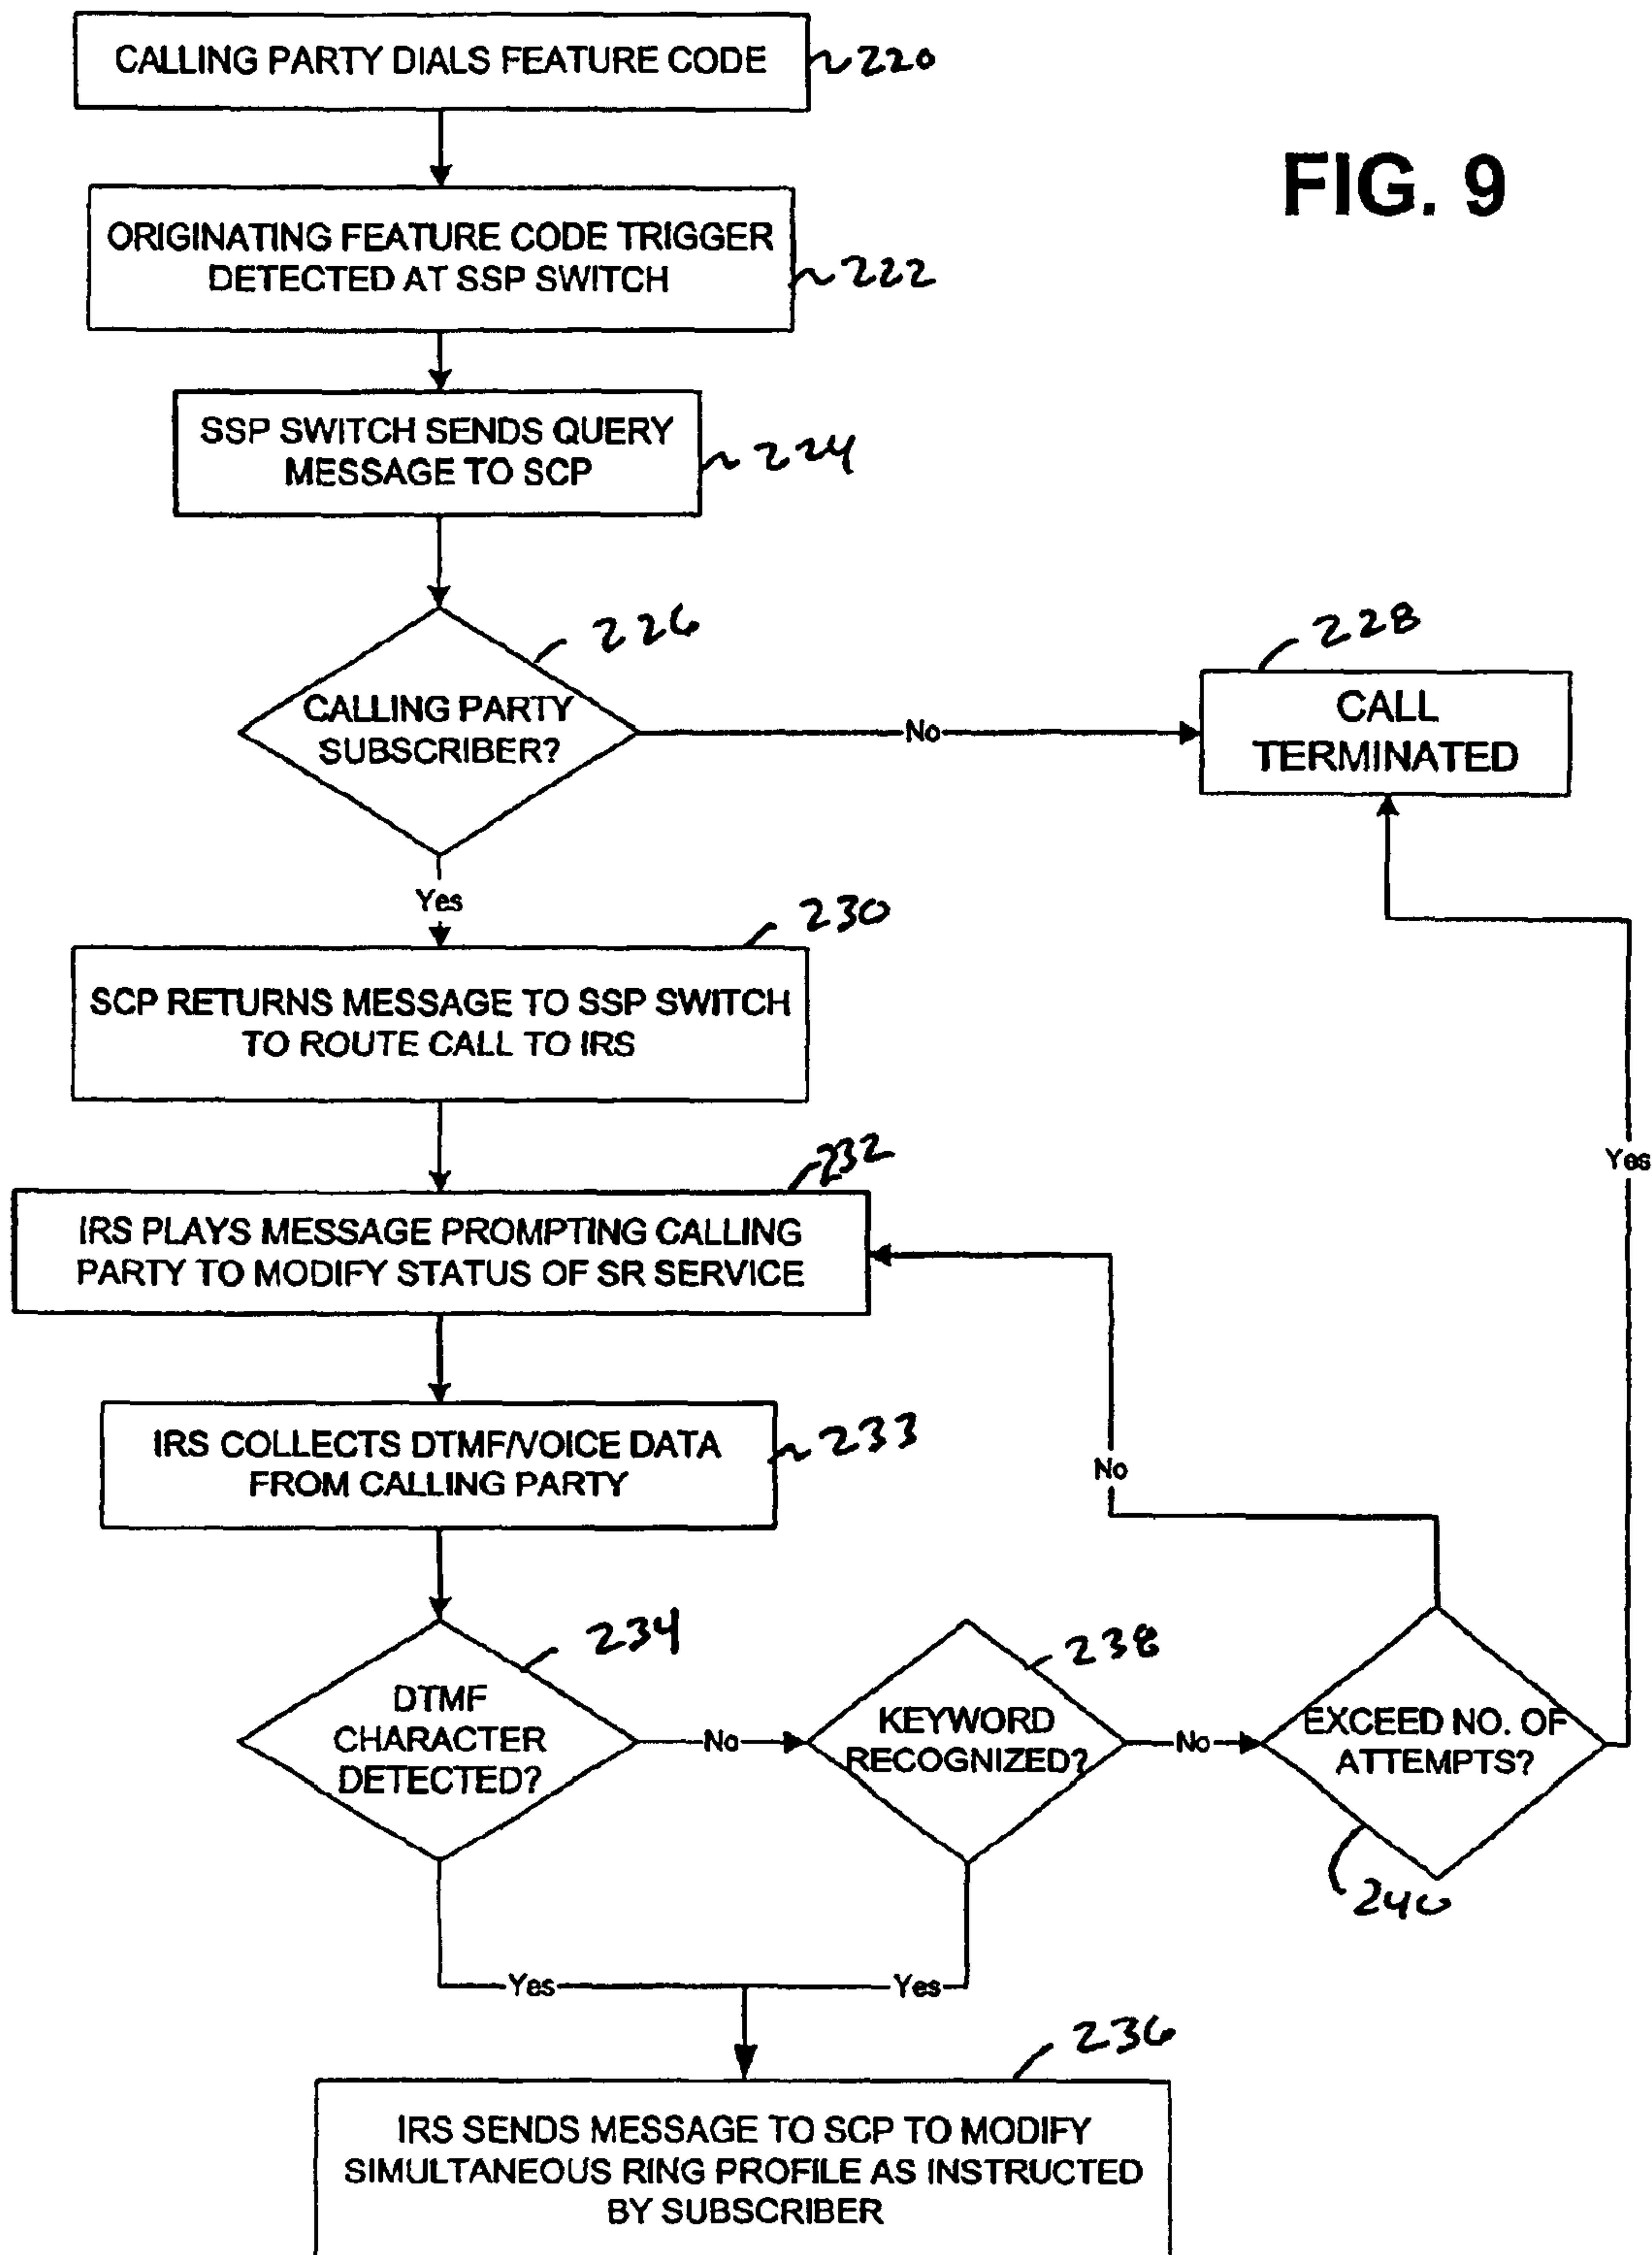 CALLING PARTY DIALS FEATURE CODE
220
FIG. 9
ORIGINATING FEATURE CODE TRIGGER
DETECTED AT SSP SWITCH
222
SSP SWITCH SENDS QUERY
MESSAGE TO SCP
224
226
CALLING PARTY
SUBSCRIBER?
No
228
CALL
TERMINATED
Yes
230
SCP RETURNS MESSAGE TO SSP SWITCH
TO ROUTE CALL TO IRS
232
IRS PLAYS MESSAGE PROMPTING CALLING
PARTY TO MODIFY STATUS OF SR SERVICE
Yes
IRS COLLECTS DTMF/VOICE DATA
FROM CALLING PARTY
233
No
234
DTMF
CHARACTER
DETECTED?
No
238
KEYWORD
RECOGNIZED?
No
EXCEED NO. OF
ATTEMPTS?
240
Yes
Yes
236
IRS SENDS MESSAGE TO SCP TO MODIFY
SIMULTANEOUS RING PROFILE AS INSTRUCTED
BY SUBSCRIBER